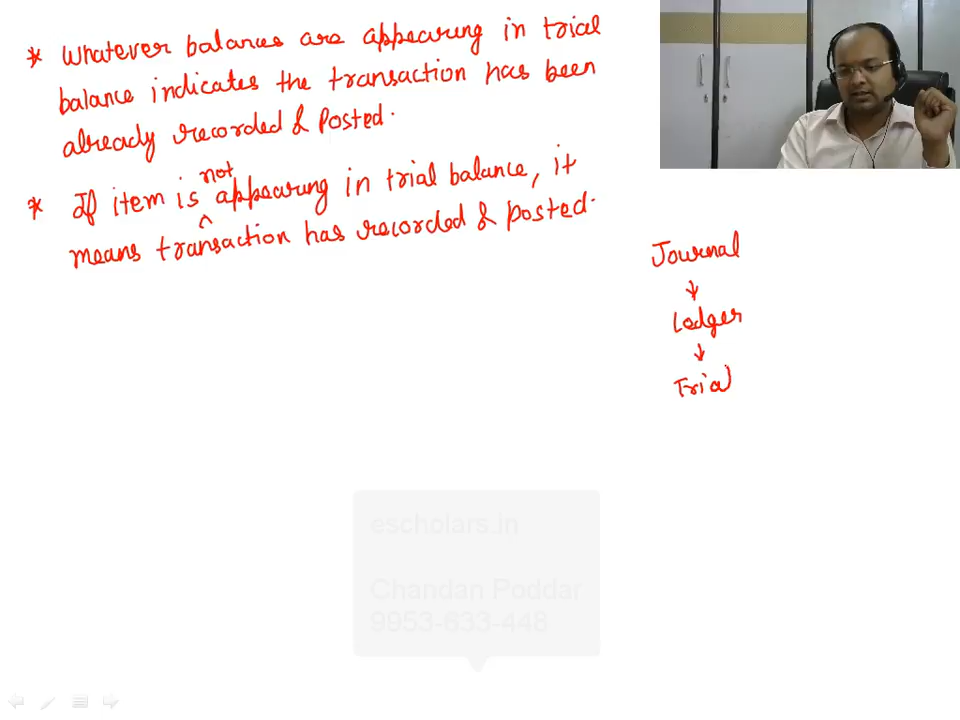 * Whatever balances are appearing in trial
balance indicates the transaction has been
already recorded & Posted.
* If item is not appearing in trial balance, it
means transaction has recorded & posted.
Journal
↓
Ledger
↓
Trial
escholars.in
Chandan Poddar
9953-633-448